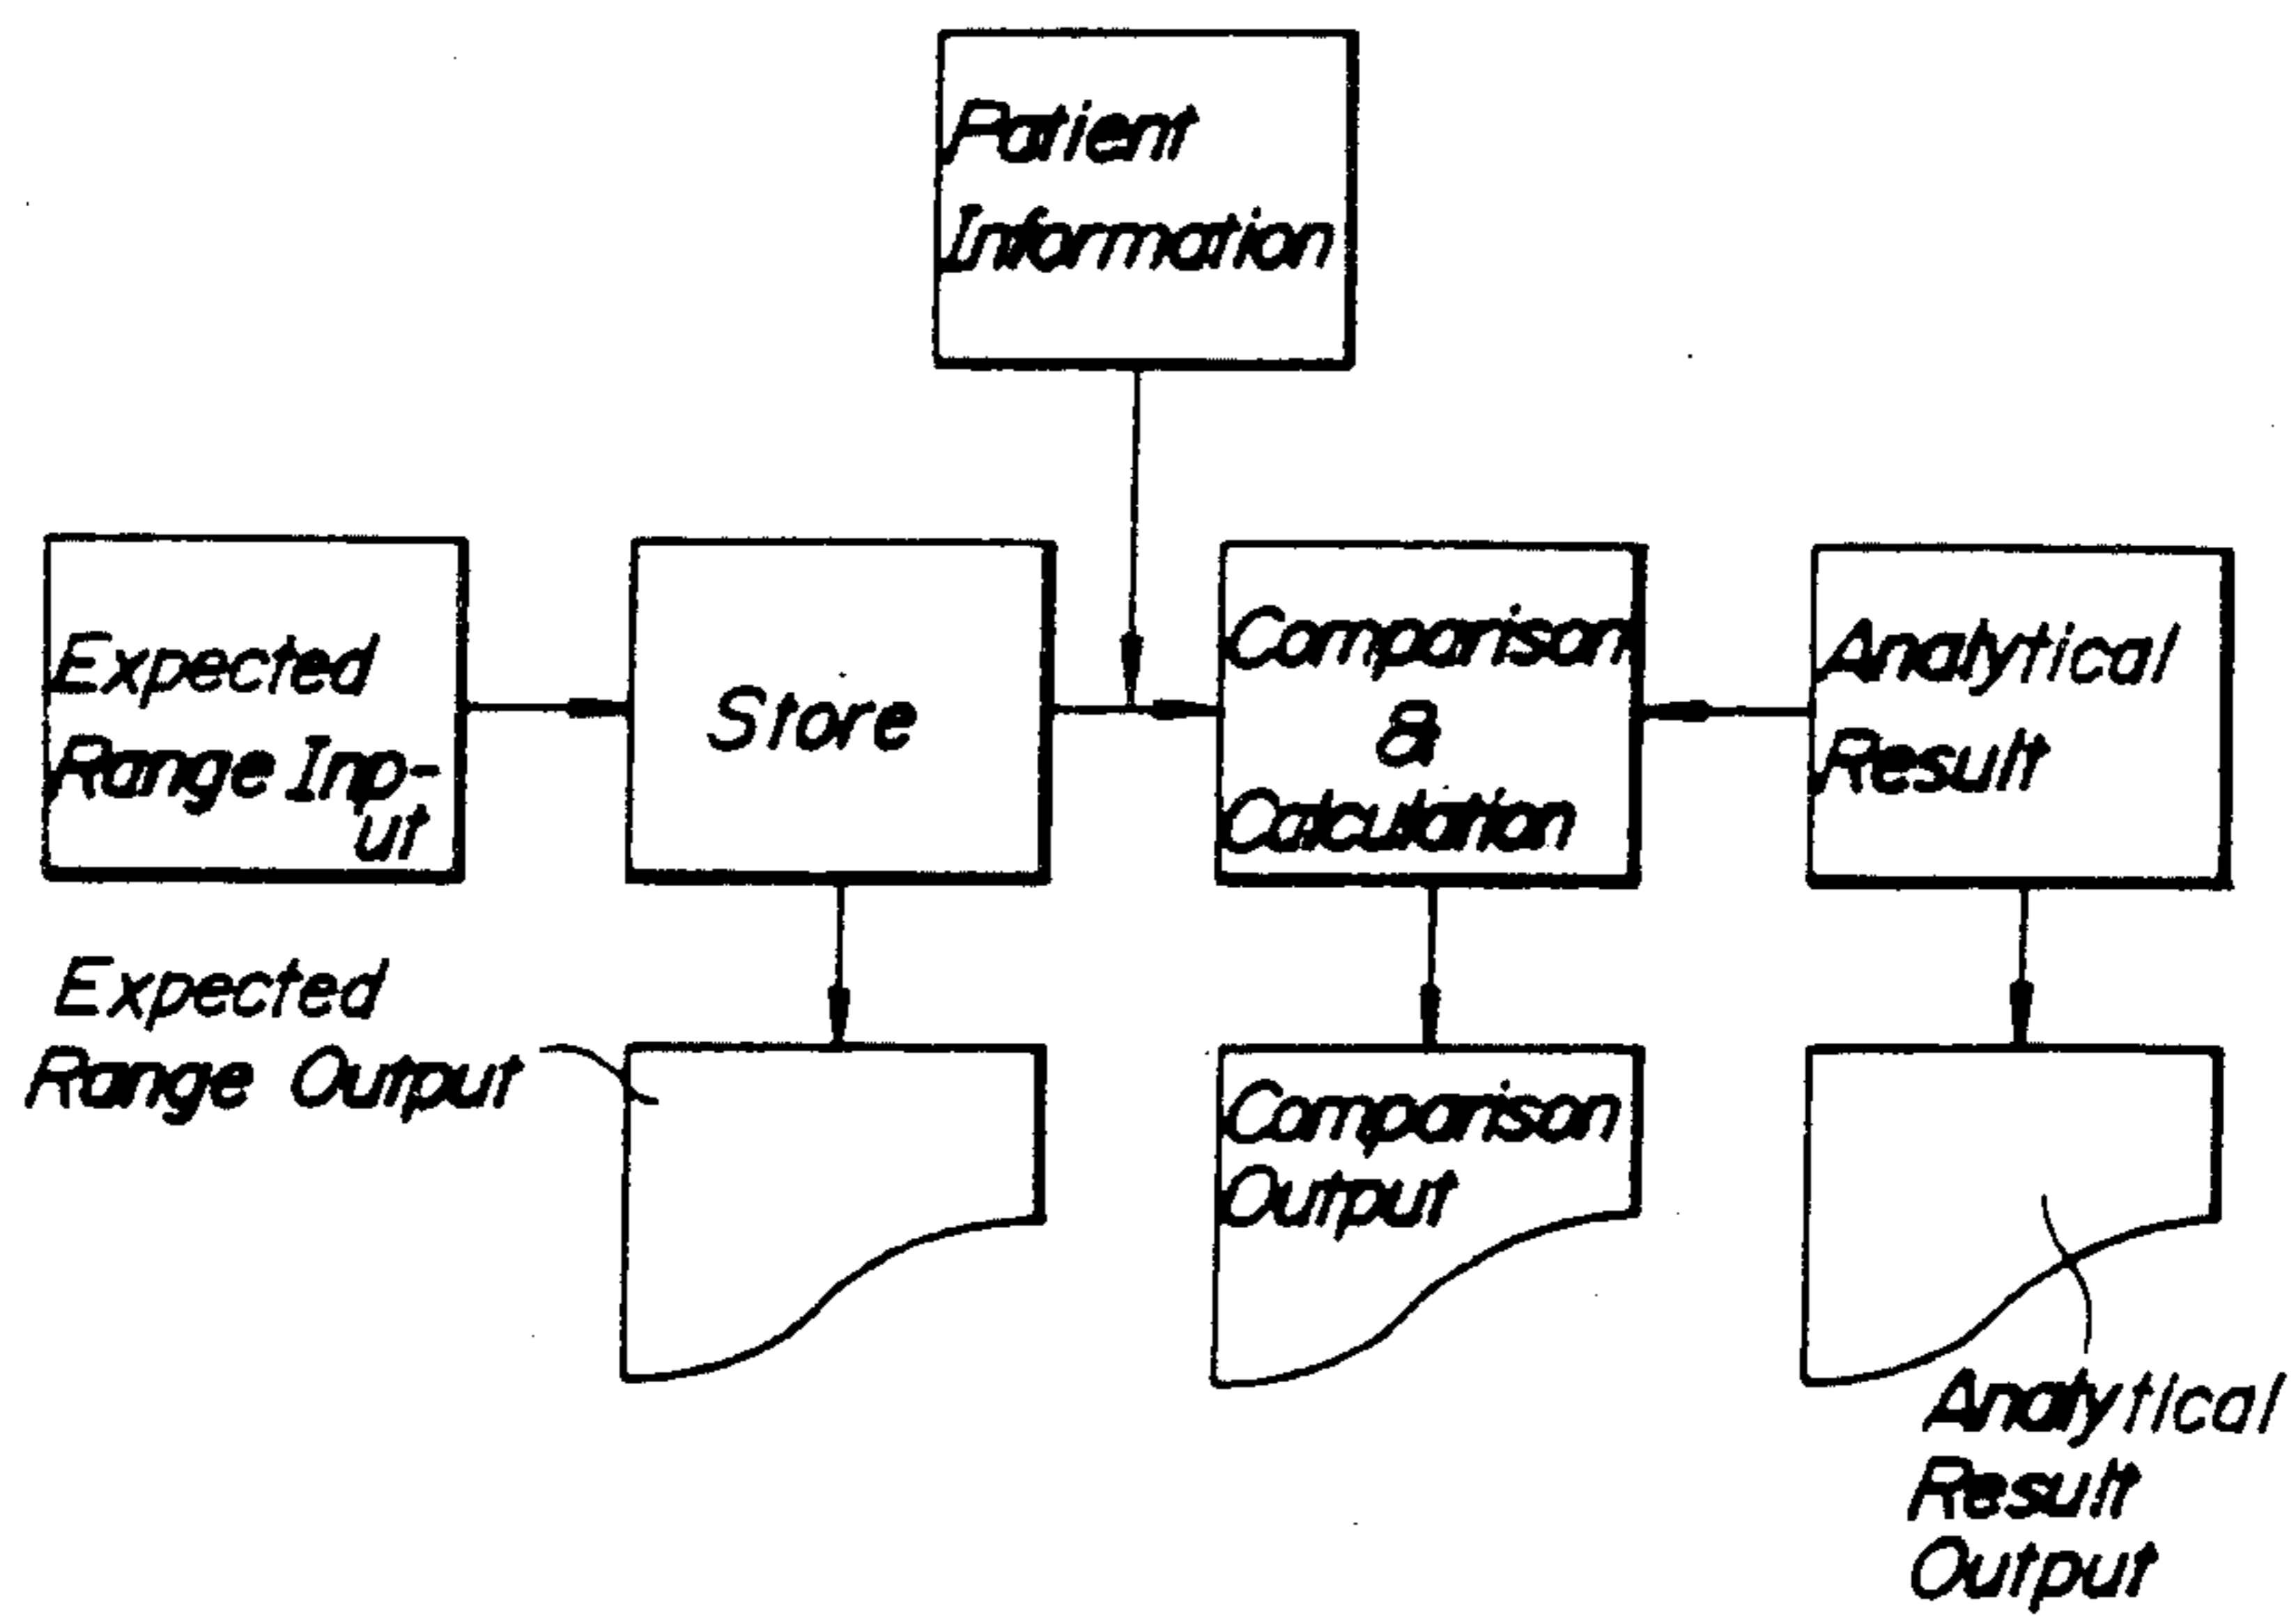 Patient
Information
Expected
Range Inp-
ut
Store
Comparison
&
Calculation
Analytical
Result
Expected
Range Output
Comparison
Output
Analytical
Result
Output